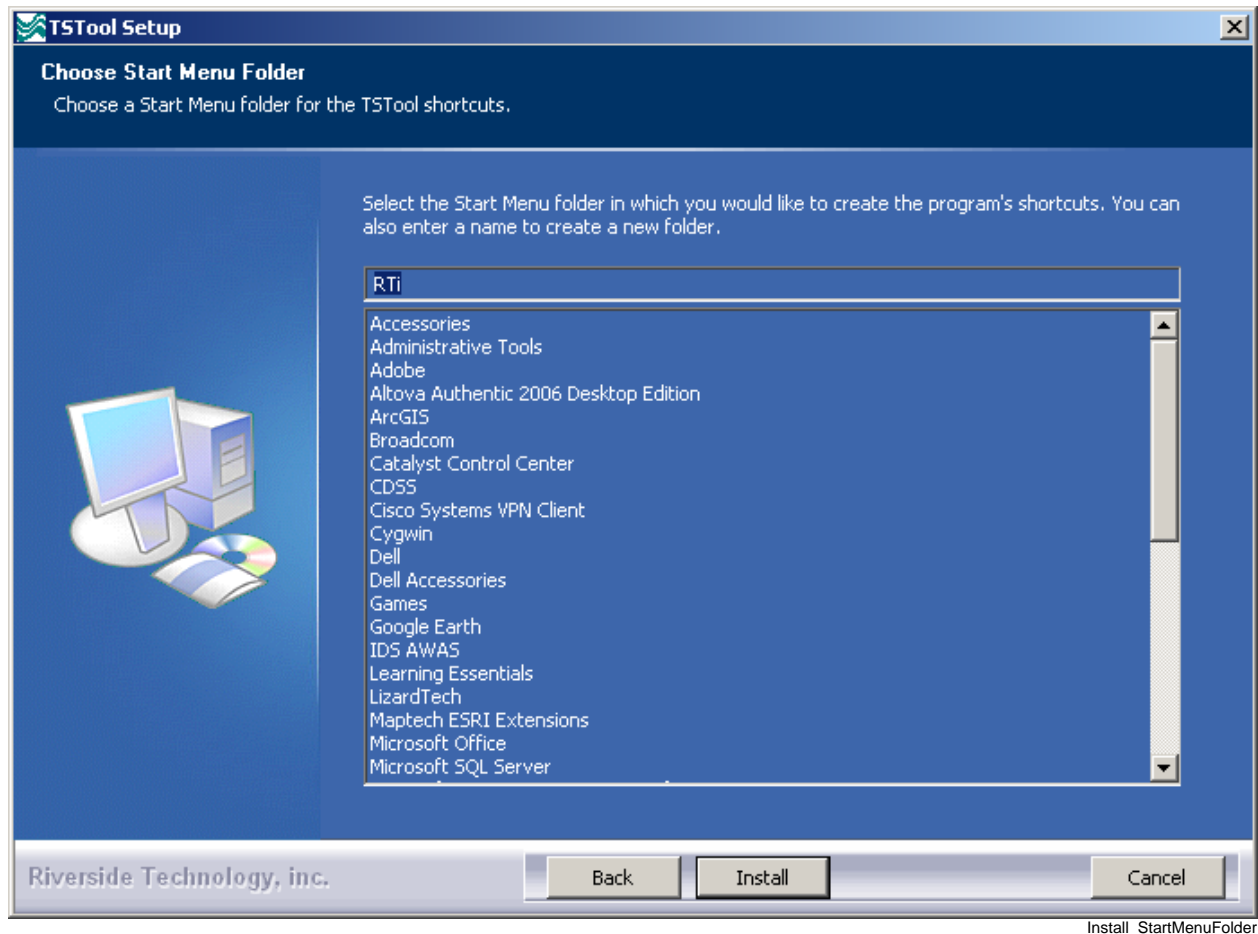 TSTool Setup
Choose Start Menu Folder
Choose a Start Menu folder for the TSTool shortcuts.
Select the Start Menu folder in which you would like to create the program's shortcuts. You can
also enter a name to create a new folder.
RTi
Accessories
Administrative Tools
Adobe
Altova Authentic 2006 Desktop Edition
ArcGIS
Broadcom
Catalyst Control Center
CDSS
Cisco Systems VPN Client
Cygwin
Dell
Dell Accessories
Games
Google Earth
IDS AWAS
Learning Essentials
LizardTech
Maptech ESRI Extensions
Microsoft Office
Microsoft SQL Server
Riverside Technology, inc.
Back
Install
Cancel
Install_StartMenuFolder